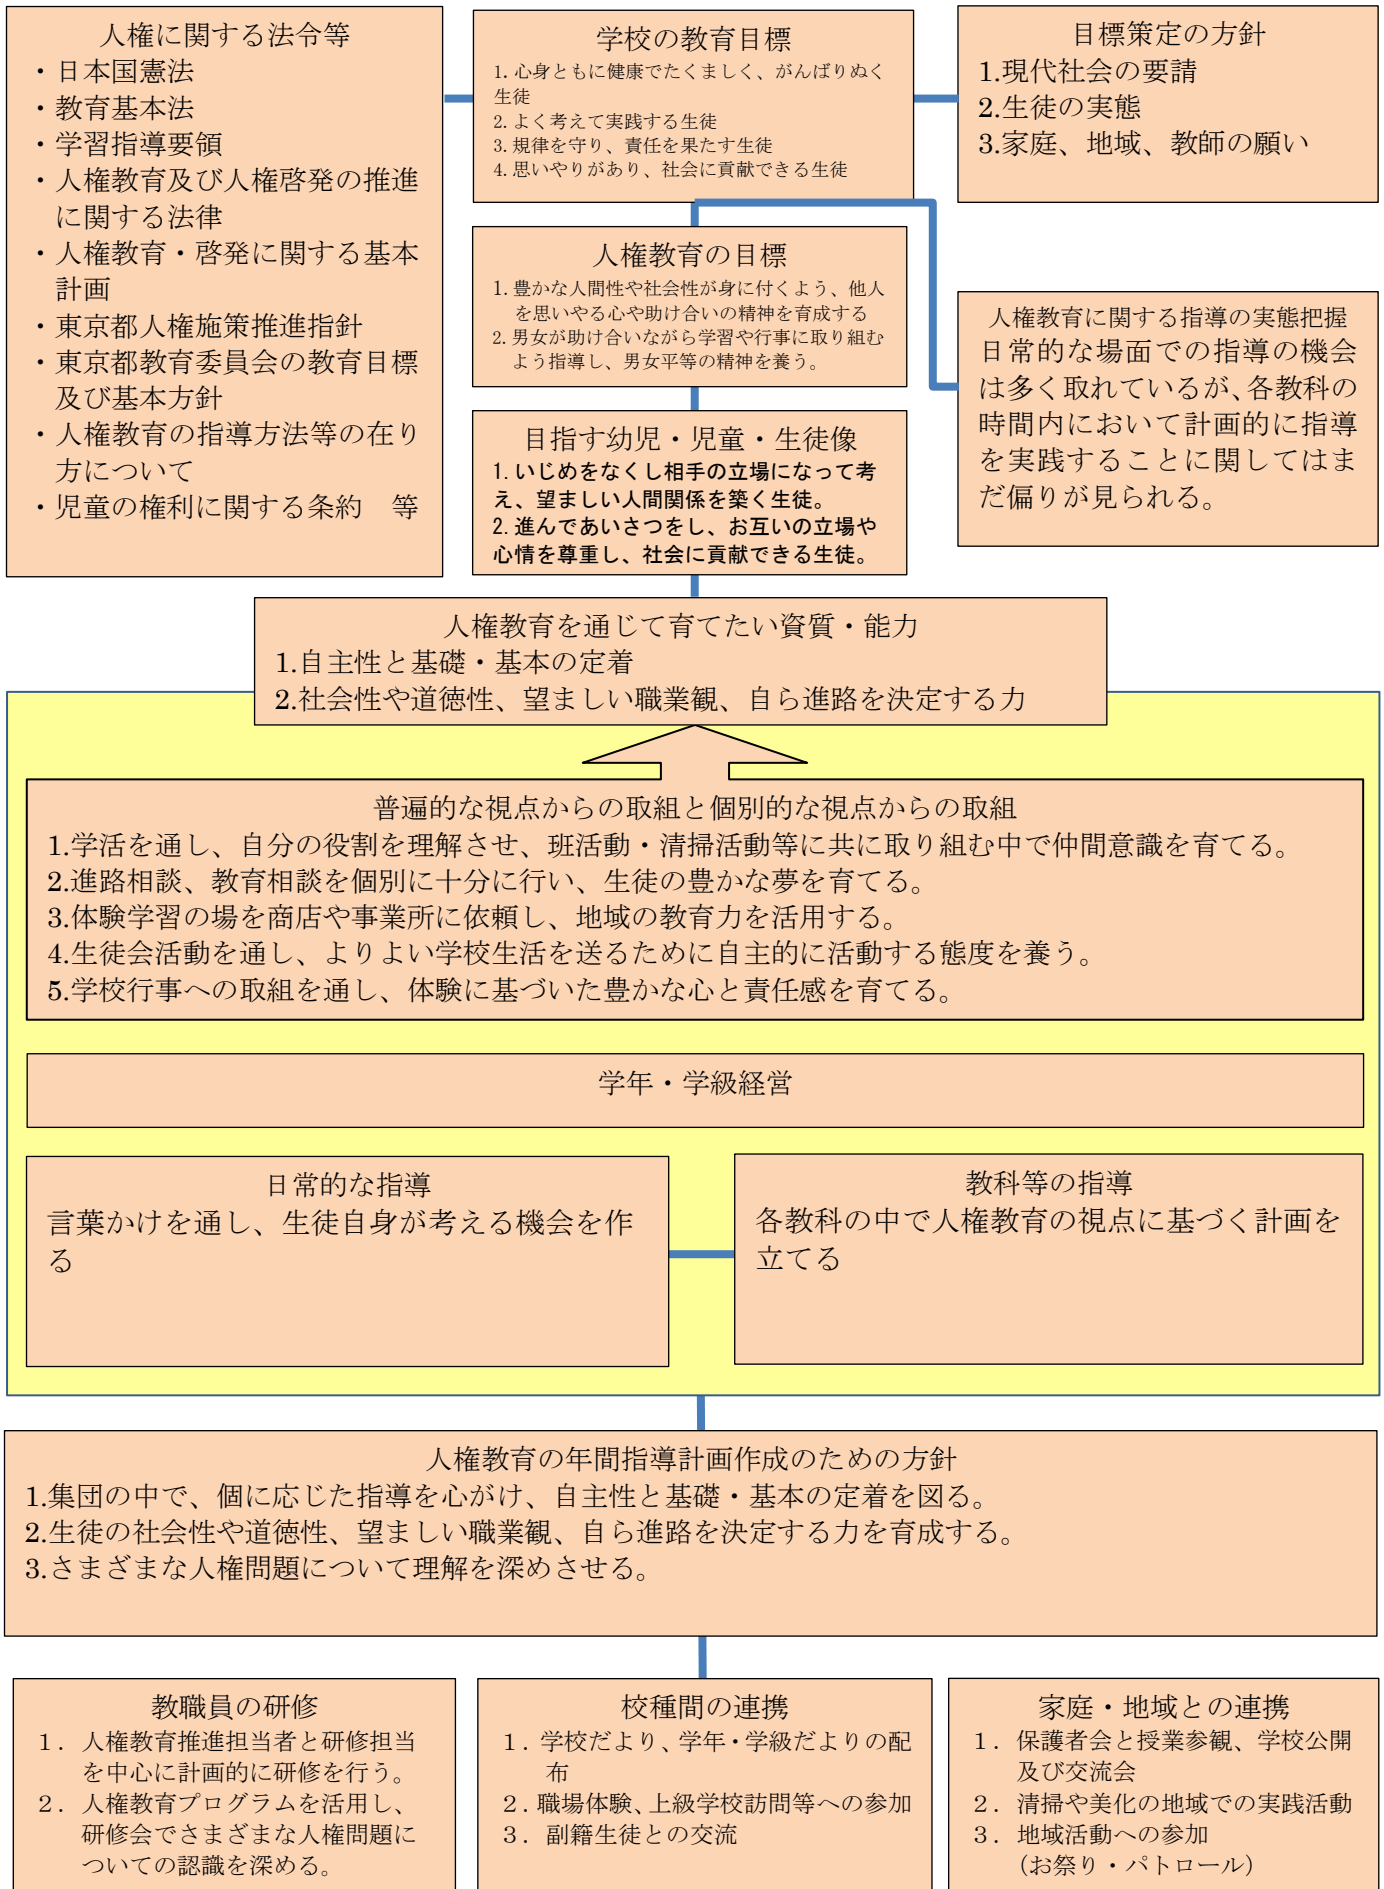 人権に関する法令等
・日本国憲法
・教育基本法
・学習指導要領
・人権教育及び人権啓発の推進
に関する法律
・人権教育・啓発に関する基本
計画
・東京都人権施策推進指針
・東京都教育委員会の教育目標
及び基本方針
・人権教育の指導方法等の在り
方について
・児童の権利に関する条約　等
学校の教育目標
1. 心身ともに健康でたくましく、がんばりぬく
生徒
2. よく考えて実践する生徒
3. 規律を守り、責任を果たす生徒
4. 思いやりがあり、社会に貢献できる生徒
目標策定の方針
1.現代社会の要請
2.生徒の実態
3.家庭、地域、教師の願い
人権教育の目標
1. 豊かな人間性や社会性が身に付くよう、他人
を思いやる心や助け合いの精神を育成する
2. 男女が助け合いながら学習や行事に取り組む
よう指導し、男女平等の精神を養う。
人権教育に関する指導の実態把握
日常的な場面での指導の機会
は多く取れているが、各教科の
時間内において計画的に指導
を実践することに関してはま
だ偏りが見られる。
目指す幼児・児童・生徒像
1. いじめをなくし相手の立場になって考
え、望ましい人間関係を築く生徒。
2. 進んであいさつをし、お互いの立場や
心情を尊重し、社会に貢献できる生徒。
人権教育を通じて育てたい資質・能力
1.自主性と基礎・基本の定着
2.社会性や道徳性、望ましい職業観、自ら進路を決定する力
普遍的な視点からの取組と個別的な視点からの取組
1.学活を通し、自分の役割を理解させ、班活動・清掃活動等に共に取り組む中で仲間意識を育てる。
2.進路相談、教育相談を個別に十分に行い、生徒の豊かな夢を育てる。
3.体験学習の場を商店や事業所に依頼し、地域の教育力を活用する。
4.生徒会活動を通し、よりよい学校生活を送るために自主的に活動する態度を養う。
5.学校行事への取組を通し、体験に基づいた豊かな心と責任感を育てる。
学年・学級経営
日常的な指導
言葉かけを通し、生徒自身が考える機会を作
る
教科等の指導
各教科の中で人権教育の視点に基づく計画を
立てる
人権教育の年間指導計画作成のための方針
1.集団の中で、個に応じた指導を心がけ、自主性と基礎・基本の定着を図る。
2.生徒の社会性や道徳性、望ましい職業観、自ら進路を決定する力を育成する。
3.さまざまな人権問題について理解を深めさせる。
教職員の研修
１．人権教育推進担当者と研修担当
を中心に計画的に研修を行う。
２．人権教育プログラムを活用し、
研修会でさまざまな人権問題に
ついての認識を深める。
校種間の連携
１．学校だより、学年・学級だよりの配
布
２．職場体験、上級学校訪問等への参加
３．副籍生徒との交流
家庭・地域との連携
１．保護者会と授業参観、学校公開
及び交流会
２．清掃や美化の地域での実践活動
３．地域活動への参加
（お祭り・パトロール）